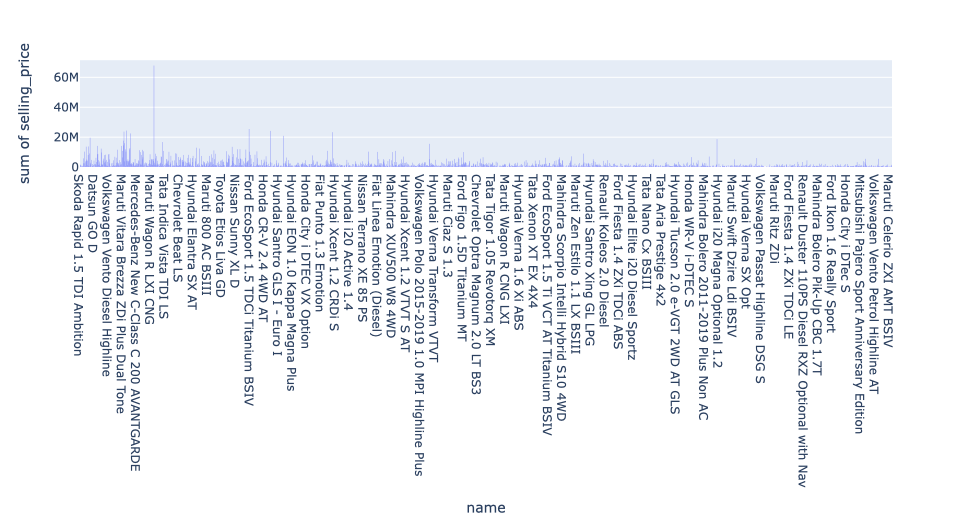 sum of selling_price
60M
40M
20M
0
Skoda Rapid 1.5 TDI Ambition
Datsun GO D
Volkswagen Vento Diesel Highline
Maruti Vitara Brezza ZDI Plus Dual Tone
Mercedes-Benz New C-Class C 200 AVANTGARDE
Maruti Wagon R LXI CNG
Tata Indica Vista TDI LS
Chevrolet Beat LS
Hyundai Elantra SX AT
Maruti 800 AC BSIII
Toyota Etios Liva GD
Nissan Sunny XL D
Ford EcoSport 1.5 TDCi Titanium BSIV
Honda CR-V 2.4 4WD AT
Hyundai Santro GLS I - Euro I
Hyundai EON 1.0 Kappa Magna Plus
Honda City i DTEC VX Option
Fiat Punto 1.3 Emotion
Hyundai Xcent 1.2 CRDi S
Hyundai i20 Active 1.4
Nissan Terrano XE 85 PS
Fiat Linea Emotion (Diesel)
Mahindra XUV500 W8 4WD
Hyundai Xcent 1.2 VTVT S AT
Volkswagen Polo 2015-2019 1.0 MPI Highline Plus
Hyundai Verna Transform VTVT
Maruti Ciaz S 1.3
Ford Figo 1.5D Titanium MT
Chevrolet Optra Magnum 2.0 LT BS3
Tata Tigor 1.05 Revotorq XM
Maruti Wagon R CNG LXI
Hyundai Verna 1.6 Xi ABS
Tata Xenon XT EX 4X4
Ford EcoSport 1.5 Ti VCT AT Titanium BSIV
Mahindra Scorpio Intelli Hybrid S10 4WD
Maruti Zen Estilo 1.1 LX BSIII
Hyundai Santro Xing GL LPG
Renault Koleos 2.0 Diesel
Ford Fiesta 1.4 ZXi TDCi ABS
Hyundai Elite i20 Diesel Sportz
Tata Nano Cx BSIII
Tata Aria Prestige 4x2
Hyundai Tucson 2.0 e-VGT 2WD AT GLS
Honda WR-V i-DTEC S
Mahindra Bolero 2011-2019 Plus Non AC
Hyundai i20 Magna Optional 1.2
Maruti Swift Dzire Ldi BSIV
Hyundai Verna SX Opt
Volkswagen Passat Highline DSG S
Maruti Ritz ZDi
Ford Fiesta 1.4 ZXi TDCi LE
Renault Duster 110PS Diesel RXZ Optional with Nav
Mahindra Bolero Pik-Up CBC 1.7T
Ford Ikon 1.6 Really Sport
Honda City i DTec S
Mitsubishi Pajero Sport Anniversary Edition
Volkswagen Vento Petrol Highline AT
Maruti Celerio ZXI AMT BSIV
name